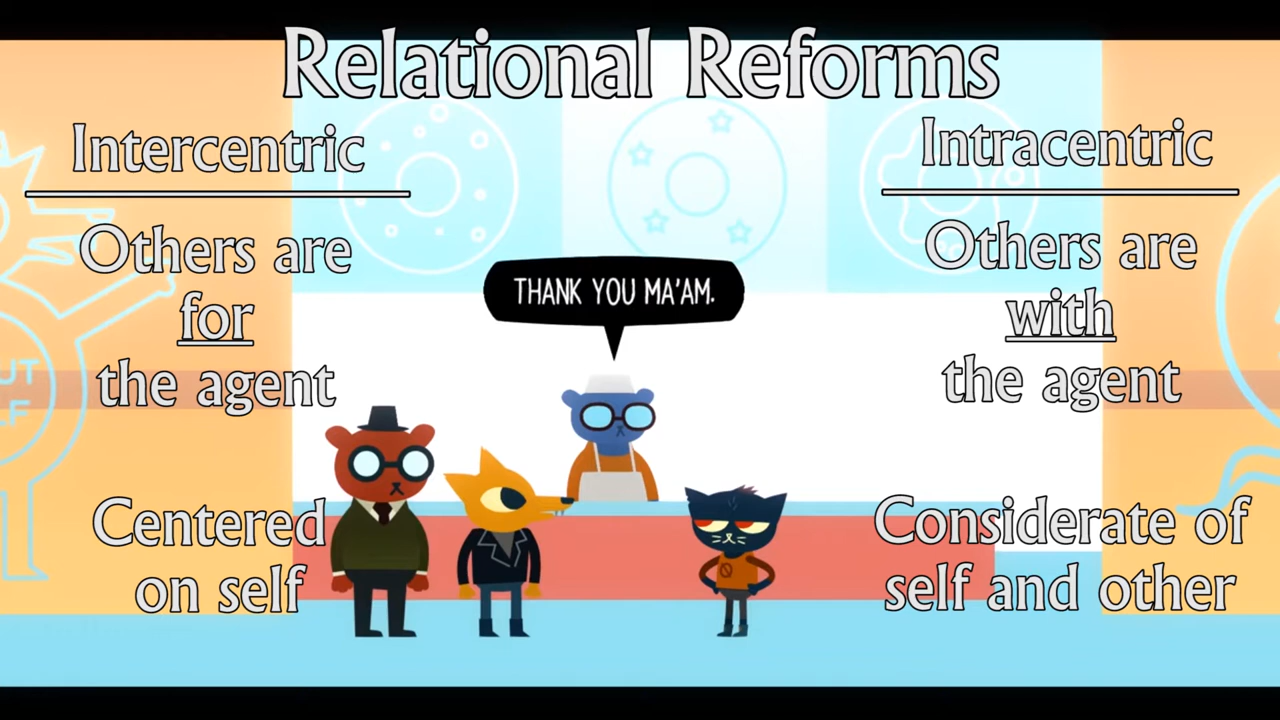 Relational Reforms
Intercentric
Others are
for
the agent
Centered
on self
Intracentric
Others are
with
the agent
Considerate of
self and other
THANK YOU MA'AM.
UT
F